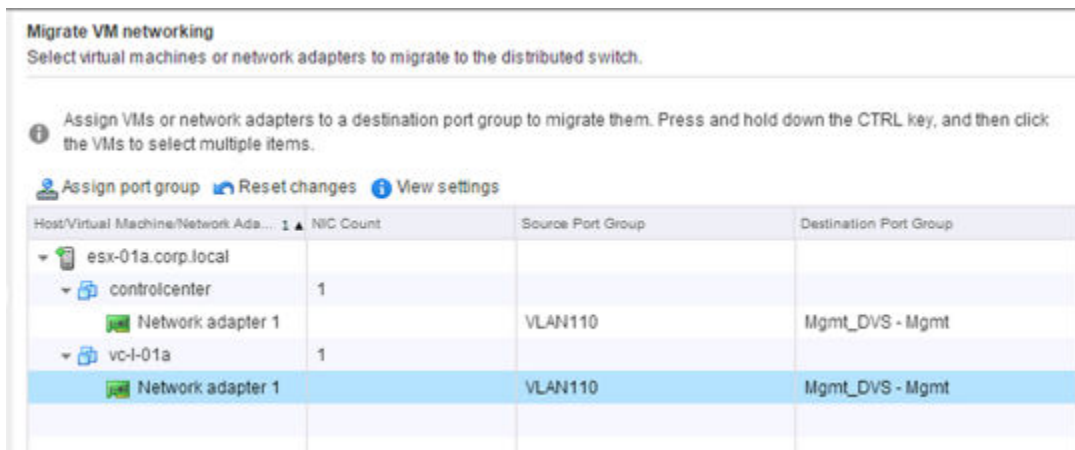 Migrate VM networking
Select virtual machines or network adapters to migrate to the distributed switch.
Assign VMs or network adapters to a destination port group to migrate them. Press and hold down the CTRL key, and then click
the VMs to select multiple items.
Assign port group Reset changes View settings
Host/Virtual Machine/Network Ada... 1 NIC Count Source Port Group Destination Port Group
esx-01a.corp.local
controlcenter 1
Network adapter 1 VLAN110 Mgmt_DVS - Mgmt
vc-l-01a 1
Network adapter 1 VLAN110 Mgmt_DVS - Mgmt